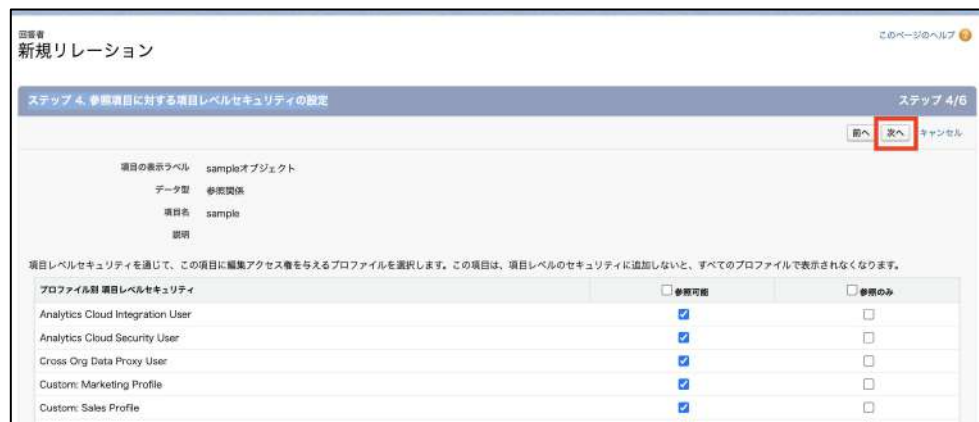 回答者
新規リレーション
このページのヘルプ
ステップ 4. 参照項目に対する項目レベルセキュリティの設定 ステップ 4/6
前へ 次へ キャンセル
項目の表示ラベル sampleオブジェクト
データ型 参照関係
項目名 sample
説明
項目レベルセキュリティを通じて、この項目に編集アクセス権を与えるプロファイルを選択します。この項目は、項目レベルのセキュリティに追加しないと、すべてのプロファイルで表示されなくなります。
プロファイル別 項目レベルセキュリティ 参照可能 参照のみ
Analytics Cloud Integration User
Analytics Cloud Security User
Cross Org Data Proxy User
Custom: Marketing Profile
Custom: Sales Profile